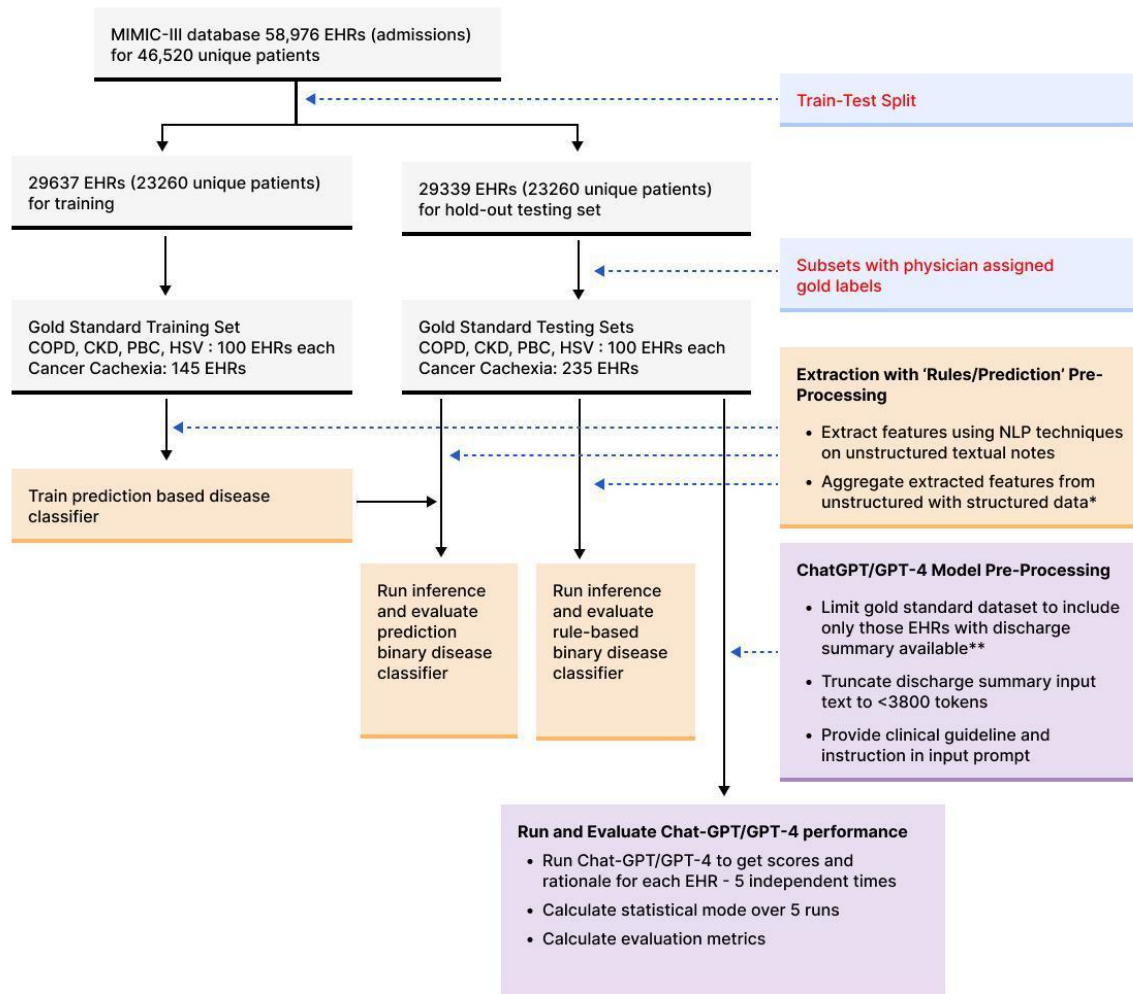 MIMIC-III database 58,976 EHRs (admissions)
for 46,520 unique patients
Train-Test Split
29637 EHRs (23260 unique patients)
for training
29339 EHRs (23260 unique patients)
for hold-out testing set
Subsets with physician assigned
gold labels
Gold Standard Training Set
COPD, CKD, PBC, HSV : 100 EHRs each
Cancer Cachexia: 145 EHRs
Gold Standard Testing Sets
COPD, CKD, PBC, HSV : 100 EHRs each
Cancer Cachexia: 235 EHRs
Extraction with ‘Rules/Prediction’ Pre-
Processing
• Extract features using NLP techniques
on unstructured textual notes
• Aggregate extracted features from
unstructured with structured data*
Train prediction based disease
classifier
Run inference
and evaluate
prediction
binary disease
classifier
Run inference
and evaluate
rule-based
binary disease
classifier
ChatGPT/GPT-4 Model Pre-Processing
• Limit gold standard dataset to include
only those EHRs with discharge
summary available**
• Truncate discharge summary input
text to <3800 tokens
• Provide clinical guideline and
instruction in input prompt
Run and Evaluate Chat-GPT/GPT-4 performance
• Run Chat-GPT/GPT-4 to get scores and
rationale for each EHR - 5 independent times
• Calculate statistical mode over 5 runs
• Calculate evaluation metrics